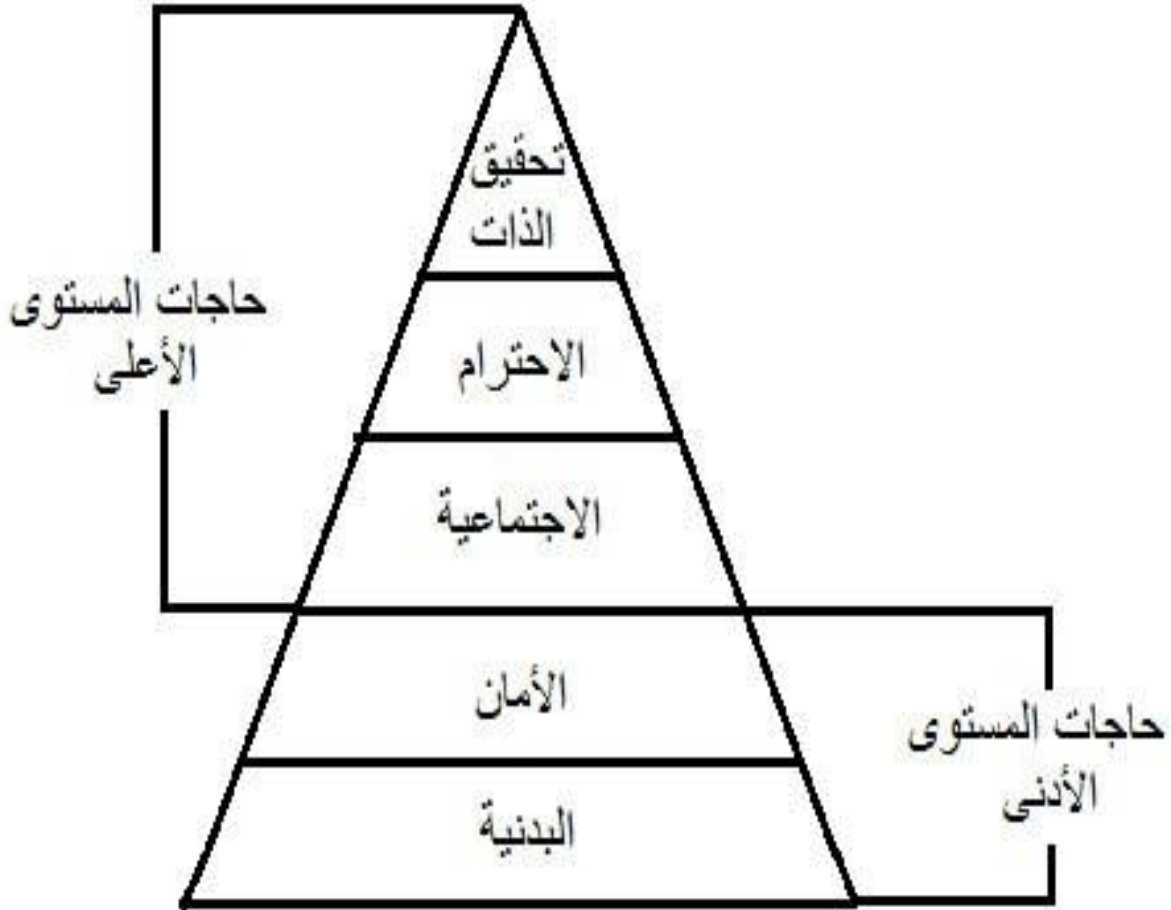 تحقيق
الذات
حاجات المستوى
الأعلى
الاحترام
الاجتماعية
الأمان
حاجات المستوى
الأدنى
البدنية